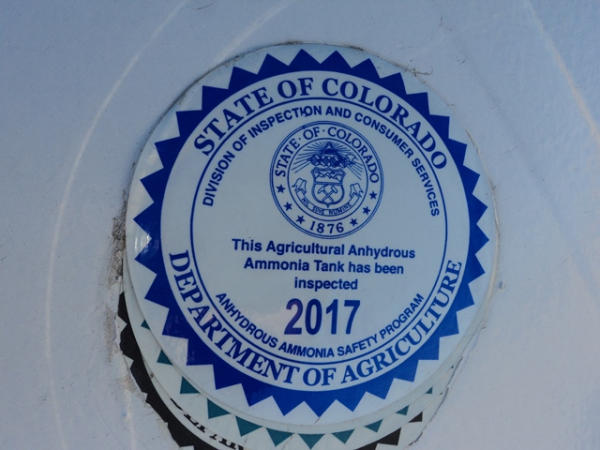 STATE OF COLORADO
DIVISION OF INSPECTION AND CONSUMER SERVICES
STATE·OF·COLORADO
1876
This Agricultural Anhydrous
Ammonia Tank has been
inspected
2017
ANHYDROUS AMMONIA SAFETY PROGRAM
DEPARTMENT OF AGRICULTURE